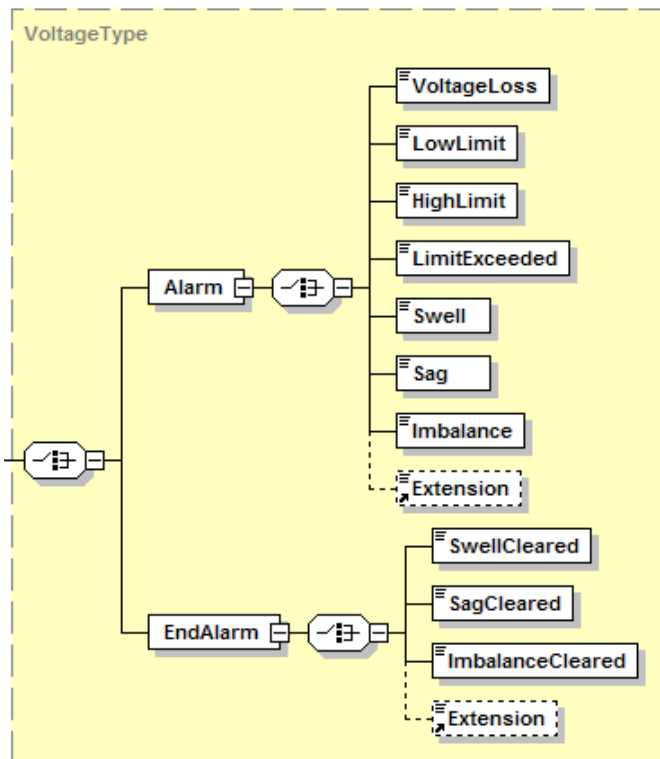 VoltageType
VoltageLoss
LowLimit
HighLimit
LimitExceeded
Alarm
Swell
Sag
Imbalance
Extension
SwellCleared
SagCleared
EndAlarm
ImbalanceCleared
Extension